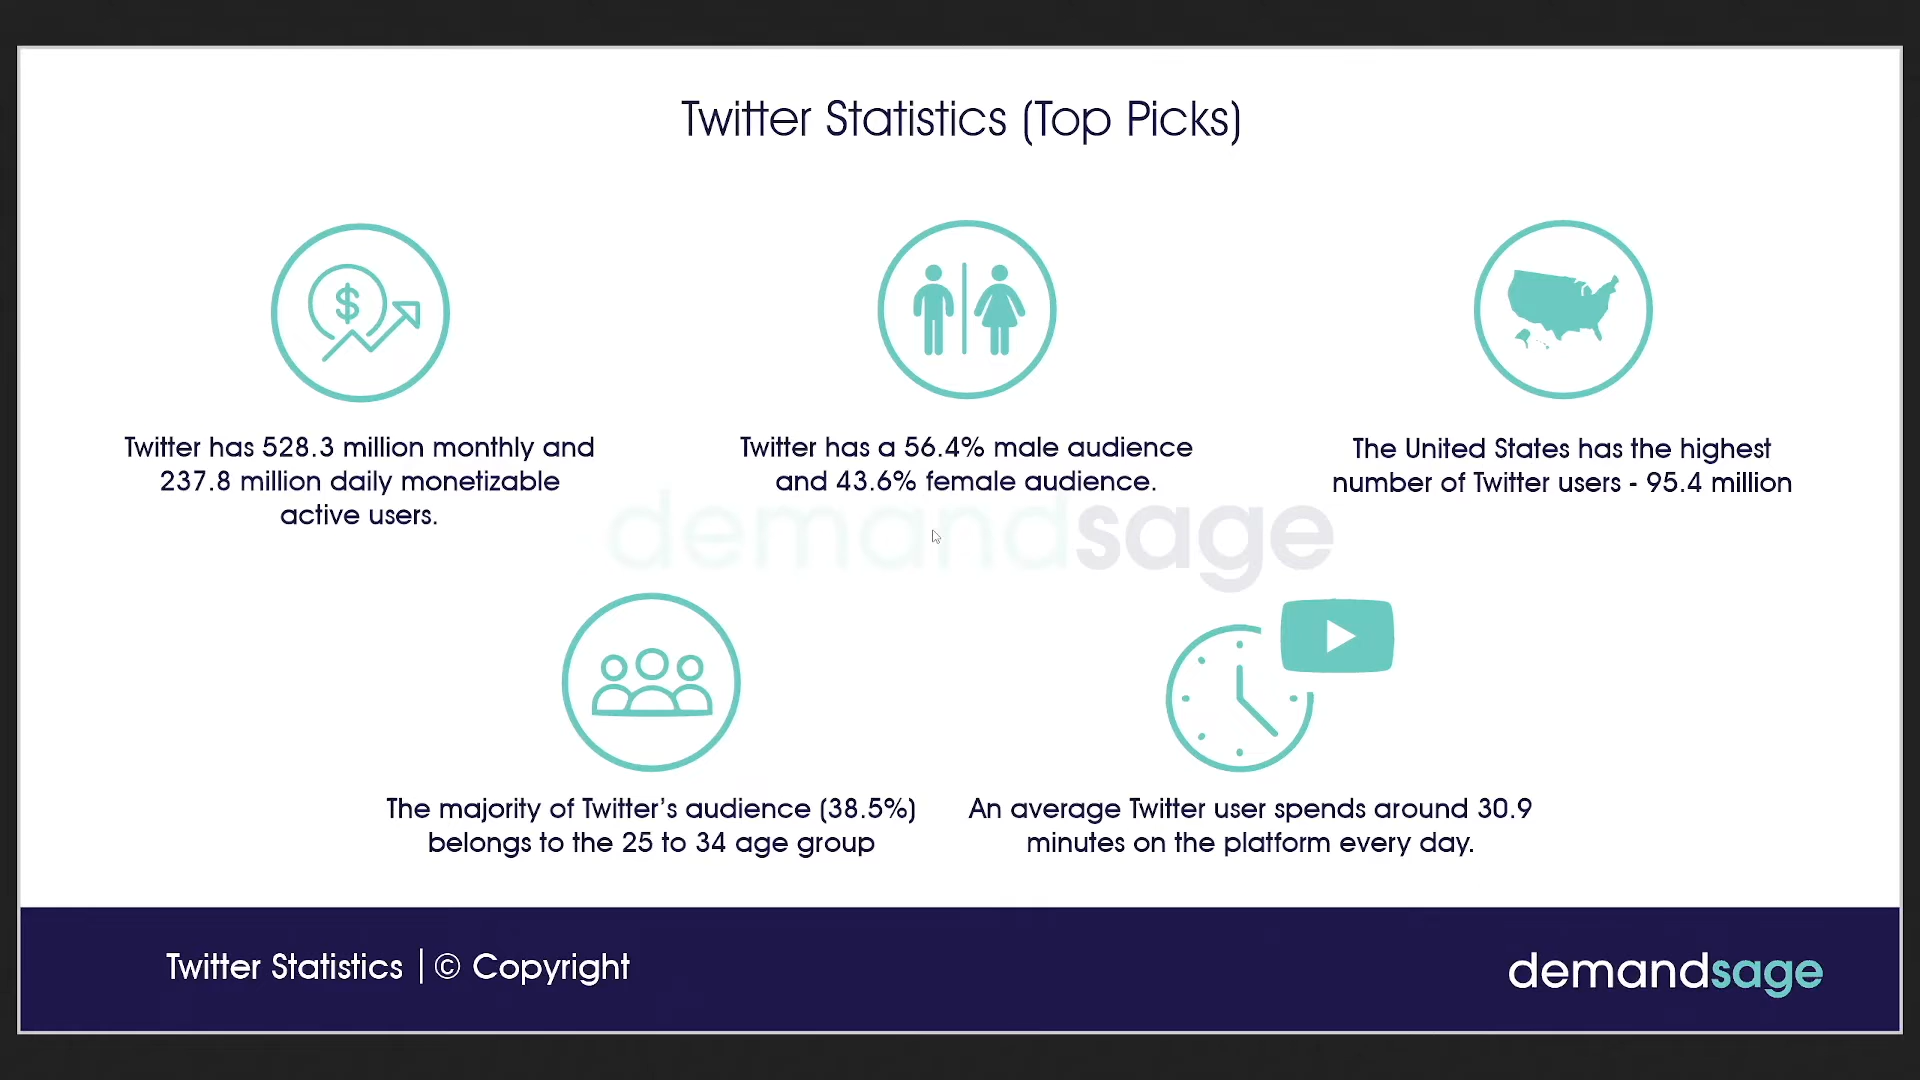 Twitter Statistics (Top Picks)
$
Twitter has 528.3 million monthly and
237.8 million daily monetizable
active users.
Twitter has a 56.4% male audience
and 43.6% female audience.
The United States has the highest
number of Twitter users - 95.4 million
demandsage
The majority of Twitter’s audience (38.5%)
belongs to the 25 to 34 age group
An average Twitter user spends around 30.9
minutes on the platform every day.
Twitter Statistics | © Copyright
demandsage